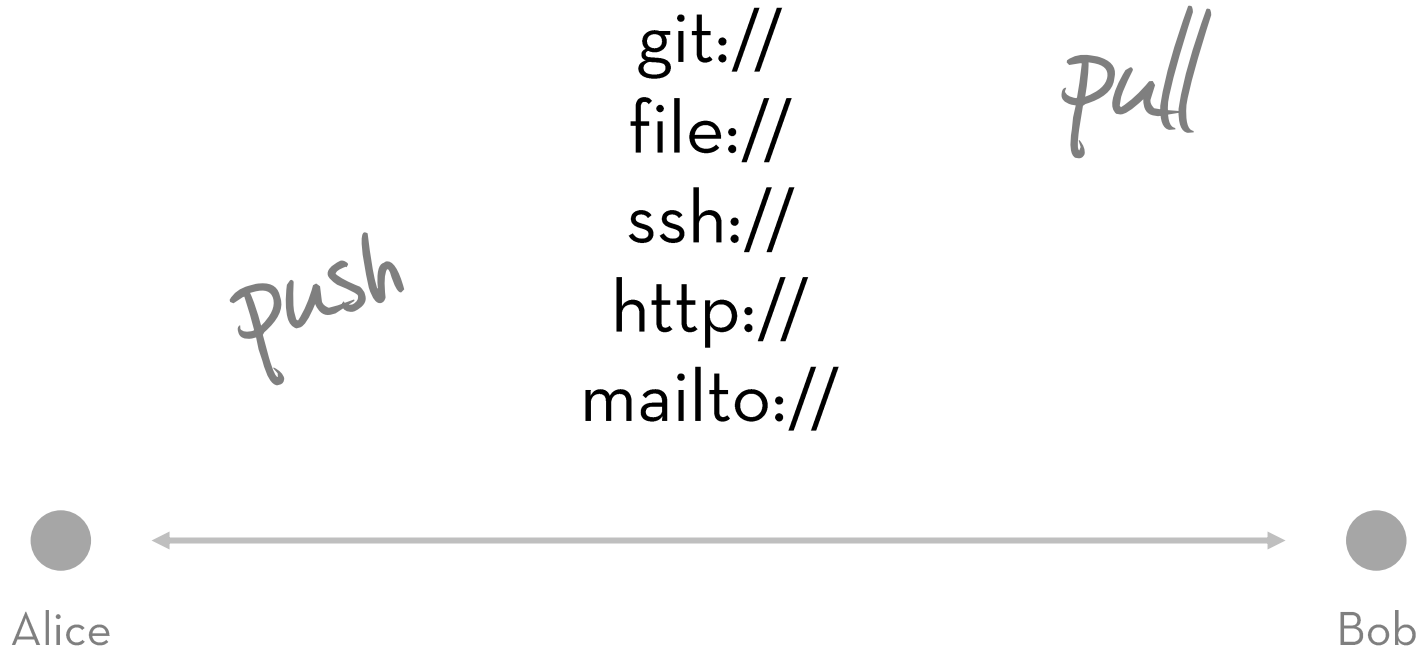 git://
pull
file://
ssh://
push
http://
mailto://
Alice
Bob